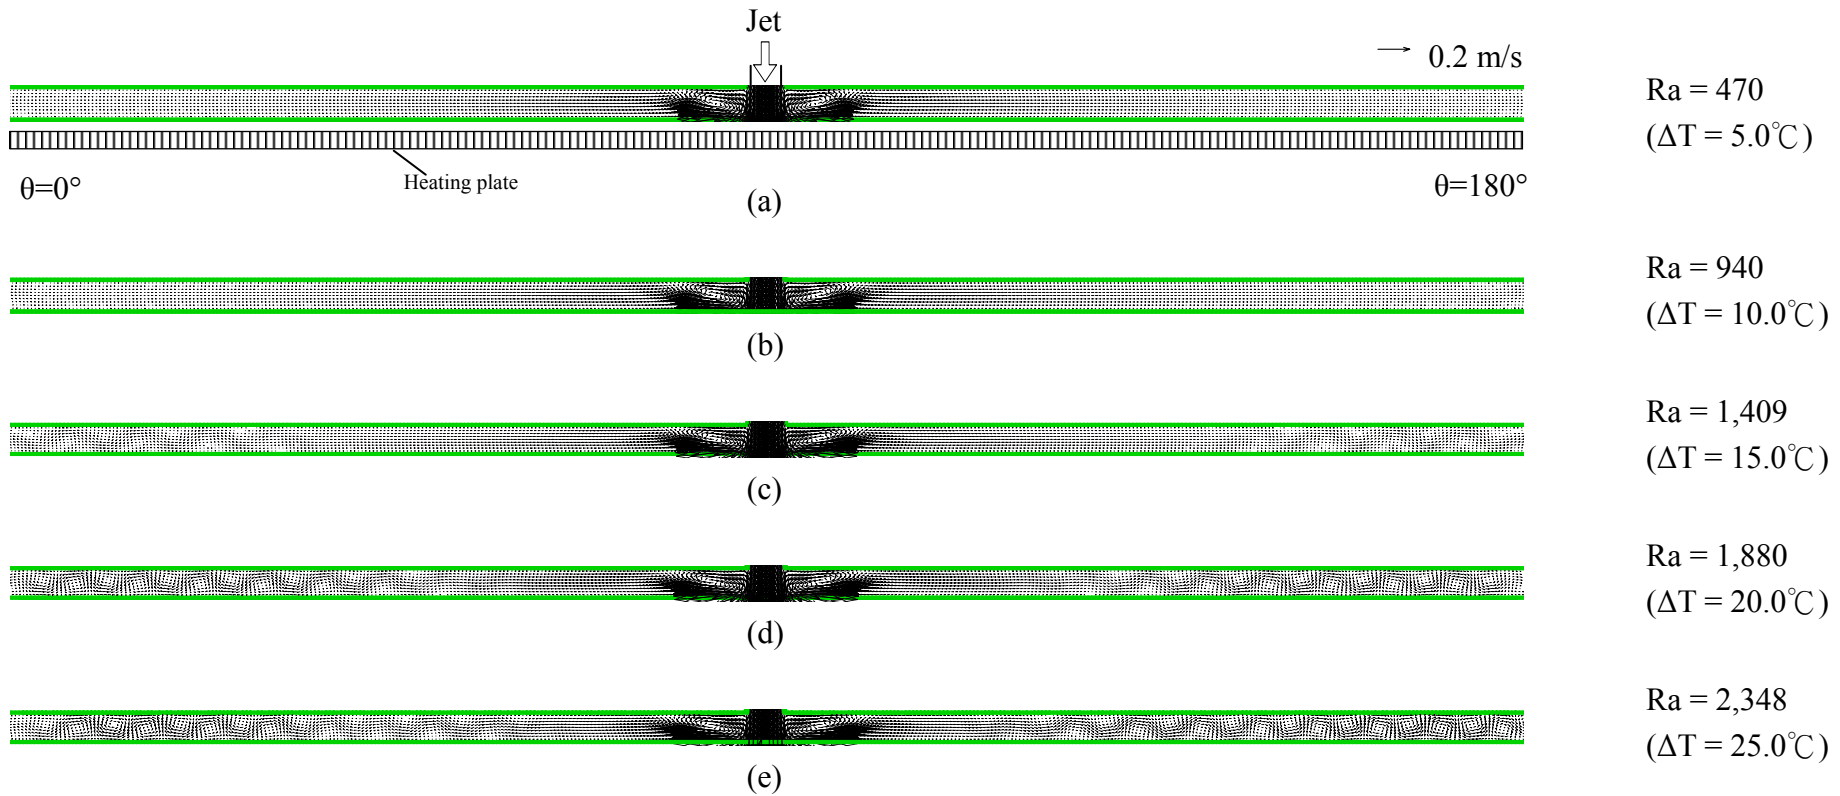 Jet
0.2 m/s
Ra = 470
(ΔT = 5.0℃)
Heating plate
θ=0°
θ=180°
(a)
Ra = 940
(ΔT = 10.0℃)
(b)
Ra = 1,409
(ΔT = 15.0℃)
(c)
Ra = 1,880
(ΔT = 20.0℃)
(d)
Ra = 2,348
(ΔT = 25.0℃)
(e)